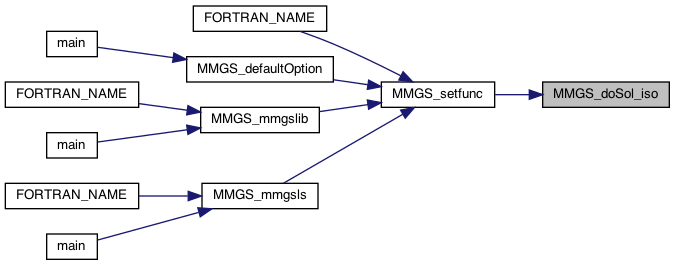 FORTRAN_NAME
main
MMGS_defaultOption
FORTRAN_NAME
MMGS_setfunc
MMGS_doSol_iso
MMGS_mmgslib
main
FORTRAN_NAME
MMGS_mmgsls
main